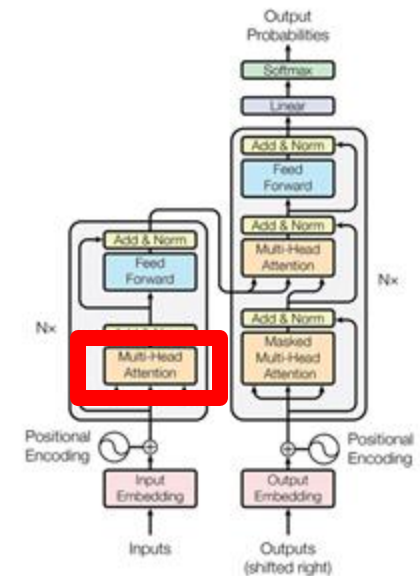 Output
Probabilities
Softmax
Linear
Add & Norm
Feed
Forward
Add & Norm
Multi-Head
Attention
Nx
Add & Norm
Masked
Multi-Head
Attention
Positional
Encoding
Output
Embedding
Outputs
(shifted right)
Add & Norm
Feed
Forward
Nx
Multi-Head
Attention
Positional
Encoding
Input
Embedding
Inputs